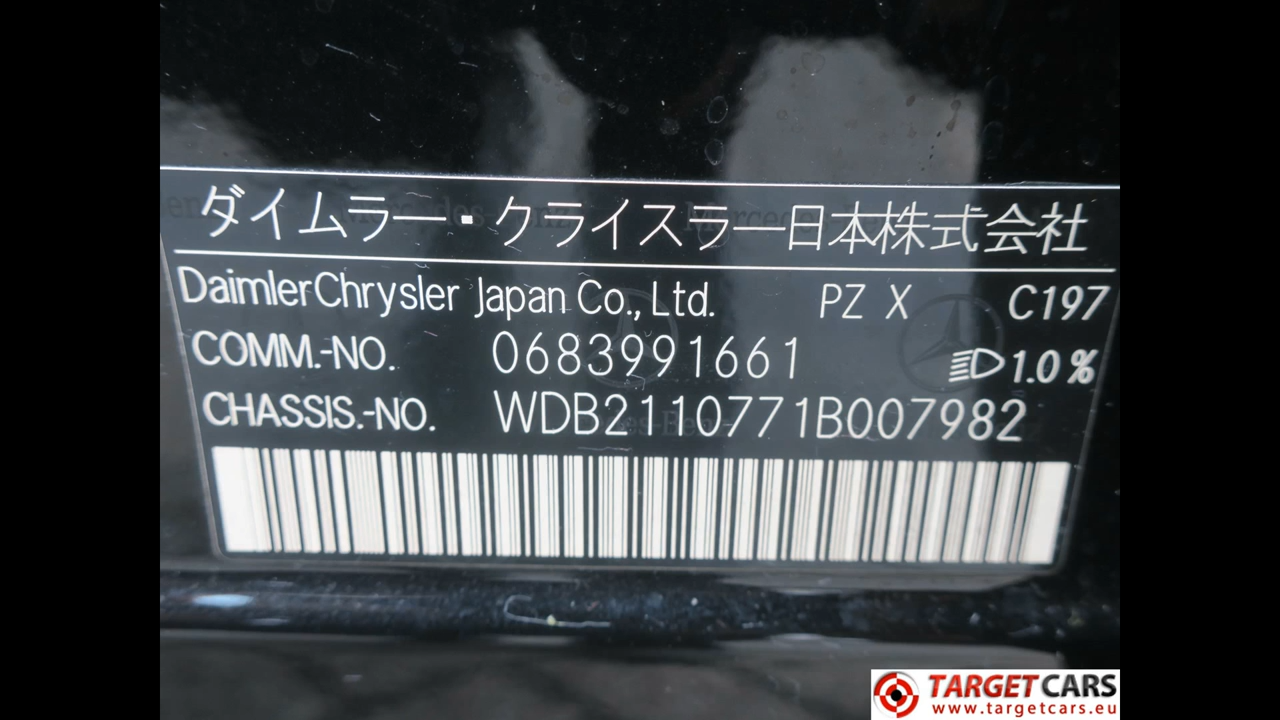 ダイムラー・クライスラー日本株式会社
DaimlerChrysler Japan Co., Ltd. PZ X C197
COMM.-NO. 0683991661 1.0%
CHASSIS.-NO. WDB2110771B007982
TARGET CARS
www.targetcars.eu